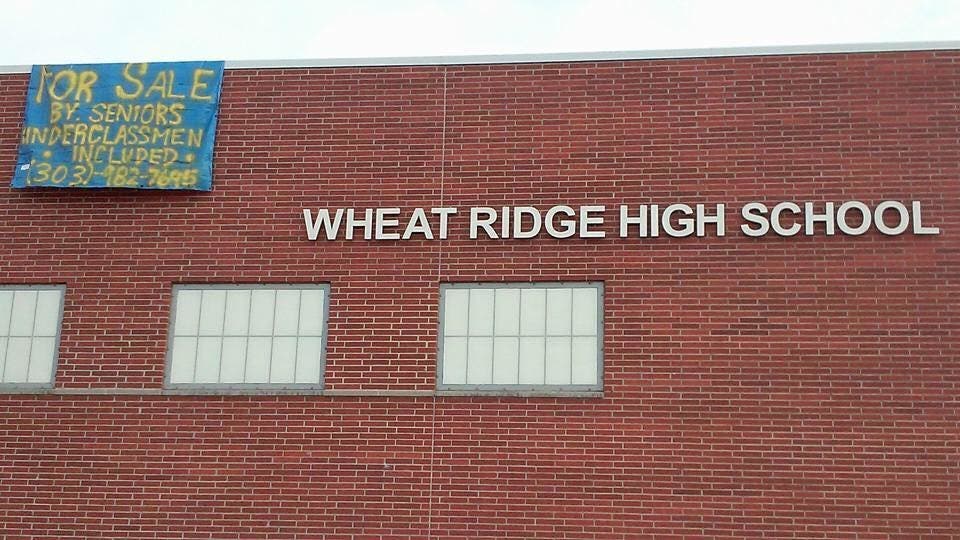 FOR SALE
BY: SENIORS
UNDERCLASSMEN
• INCLUDED •
(303)-982-7695
WHEAT RIDGE HIGH SCHOOL